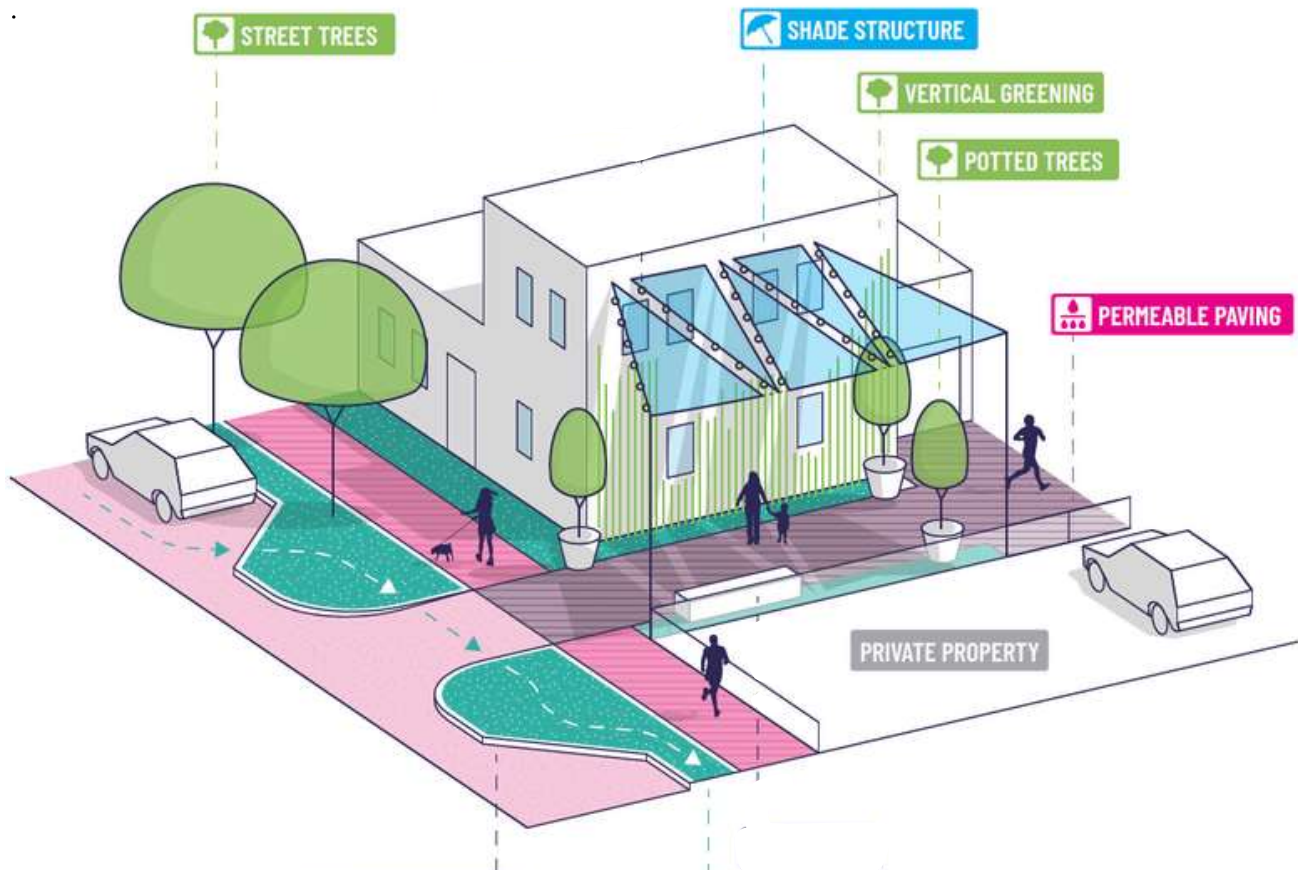 STREET TREES
SHADE STRUCTURE
VERTICAL GREENING
POTTED TREES
PERMEABLE PAVING
PRIVATE PROPERTY